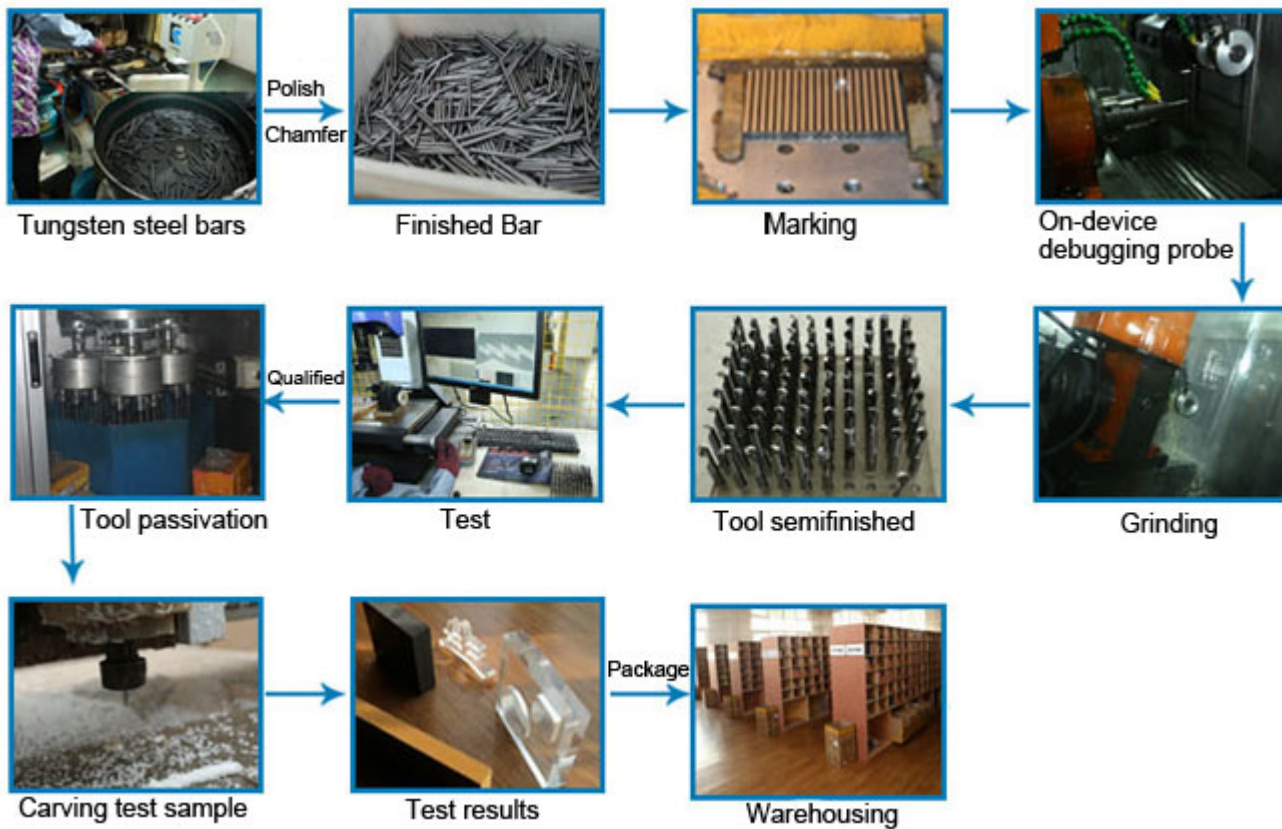 Polish
Chamfer
Tungsten steel bars
Finished Bar
Marking
On-device
debugging probe
Qualified
Tool passivation
Test
Tool semifinished
Grinding
Package
Carving test sample
Test results
Warehousing